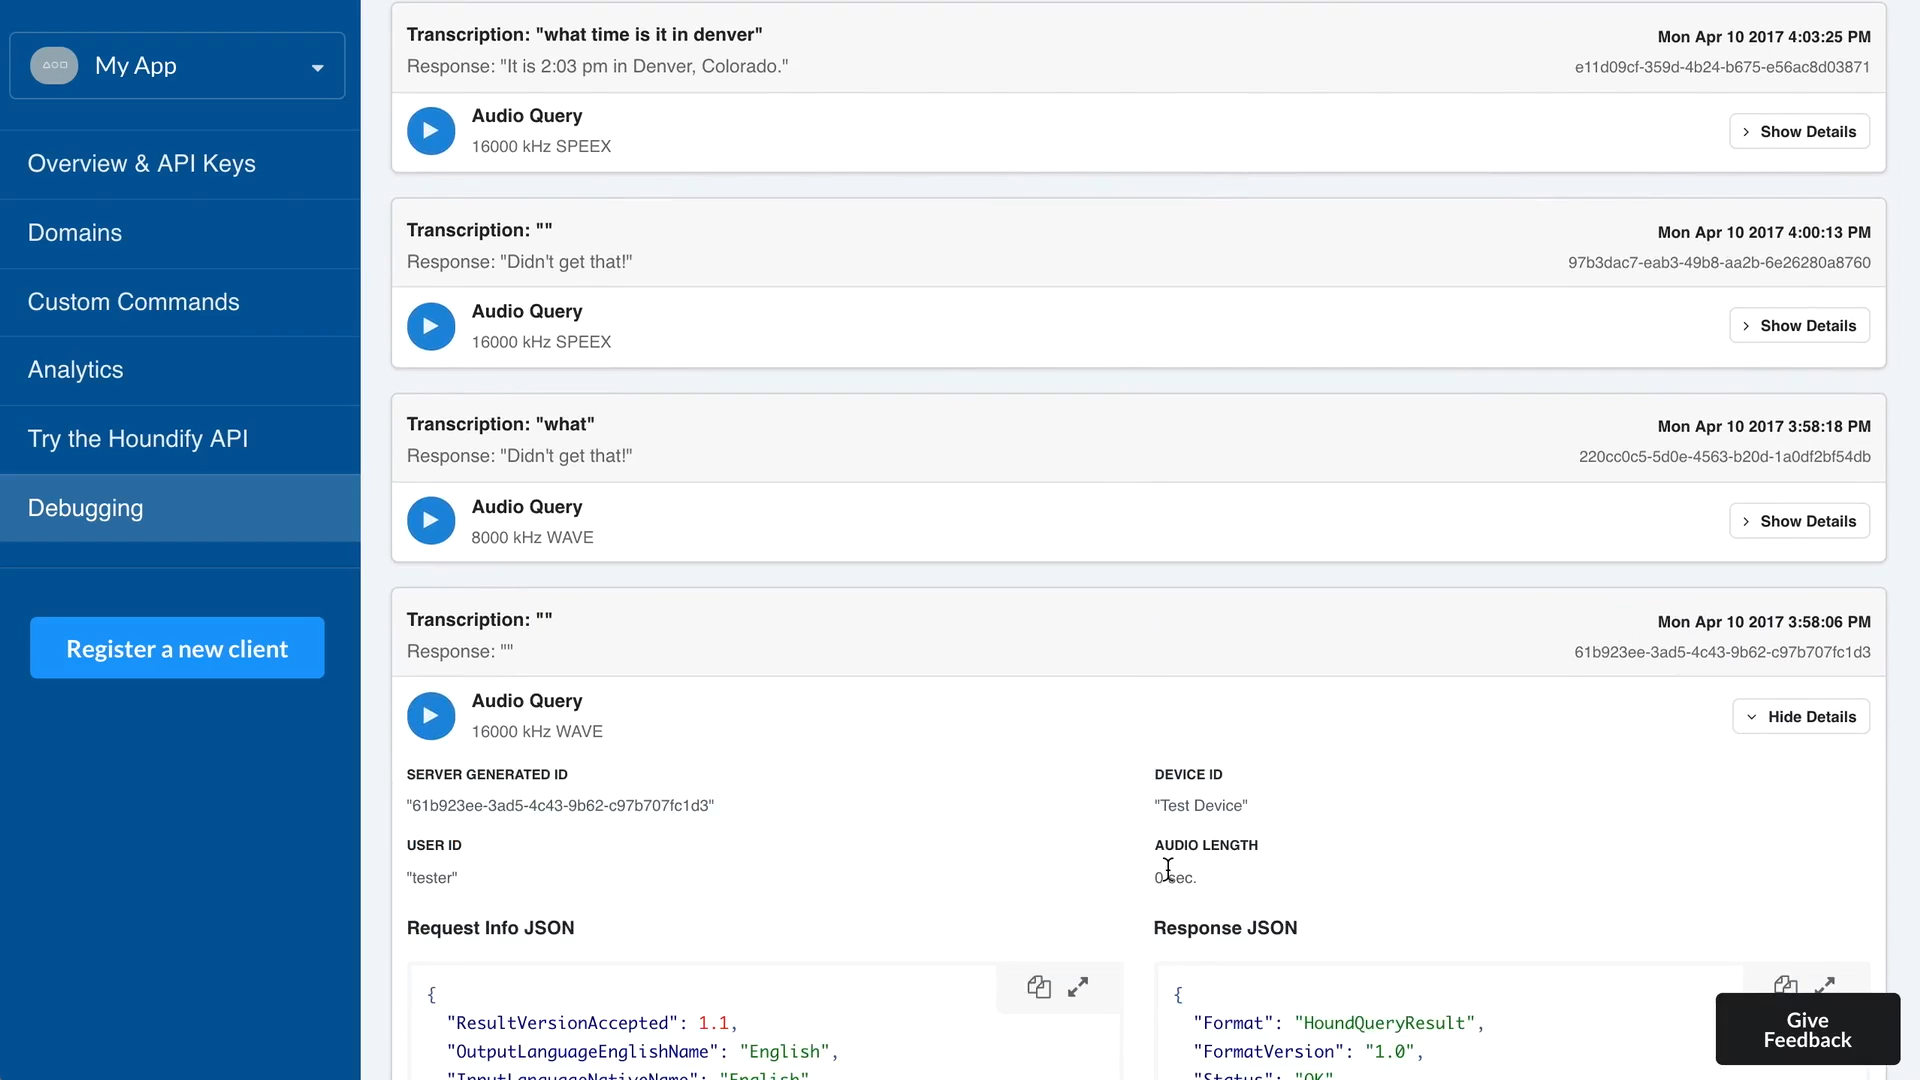 My App
Overview & API Keys
Domains
Custom Commands
Analytics
Try the Houndify API
Debugging
Register a new client
Transcription: "what time is it in denver"
Mon Apr 10 2017 4:03:25 PM
Response: "It is 2:03 pm in Denver, Colorado."
e11d09cf-359d-4b24-b675-e56ac8d03871
Audio Query
16000 kHz SPEEX
Show Details
Transcription: ""
Mon Apr 10 2017 4:00:13 PM
Response: "Didn't get that!"
97b3dac7-eab3-49b8-aa2b-6e26280a8760
Audio Query
16000 kHz SPEEX
Show Details
Transcription: "what"
Mon Apr 10 2017 3:58:18 PM
Response: "Didn't get that!"
220cc0c5-5d0e-4563-b20d-1a0df2bf54db
Audio Query
8000 kHz WAVE
Show Details
Transcription: ""
Mon Apr 10 2017 3:58:06 PM
Response: ""
61b923ee-3ad5-4c43-9b62-c97b707fc1d3
Audio Query
16000 kHz WAVE
Hide Details
SERVER GENERATED ID
"61b923ee-3ad5-4c43-9b62-c97b707fc1d3"
DEVICE ID
"Test Device"
USER ID
"tester"
AUDIO LENGTH
0 sec.
Request Info JSON
{
"ResultVersionAccepted": 1.1,
"OutputLanguageEnglishName": "English",
"InputLanguageNativeName": "English"
Response JSON
{
"Format": "HoundQueryResult",
"FormatVersion": "1.0",
"Status": "OK"
Give
Feedback